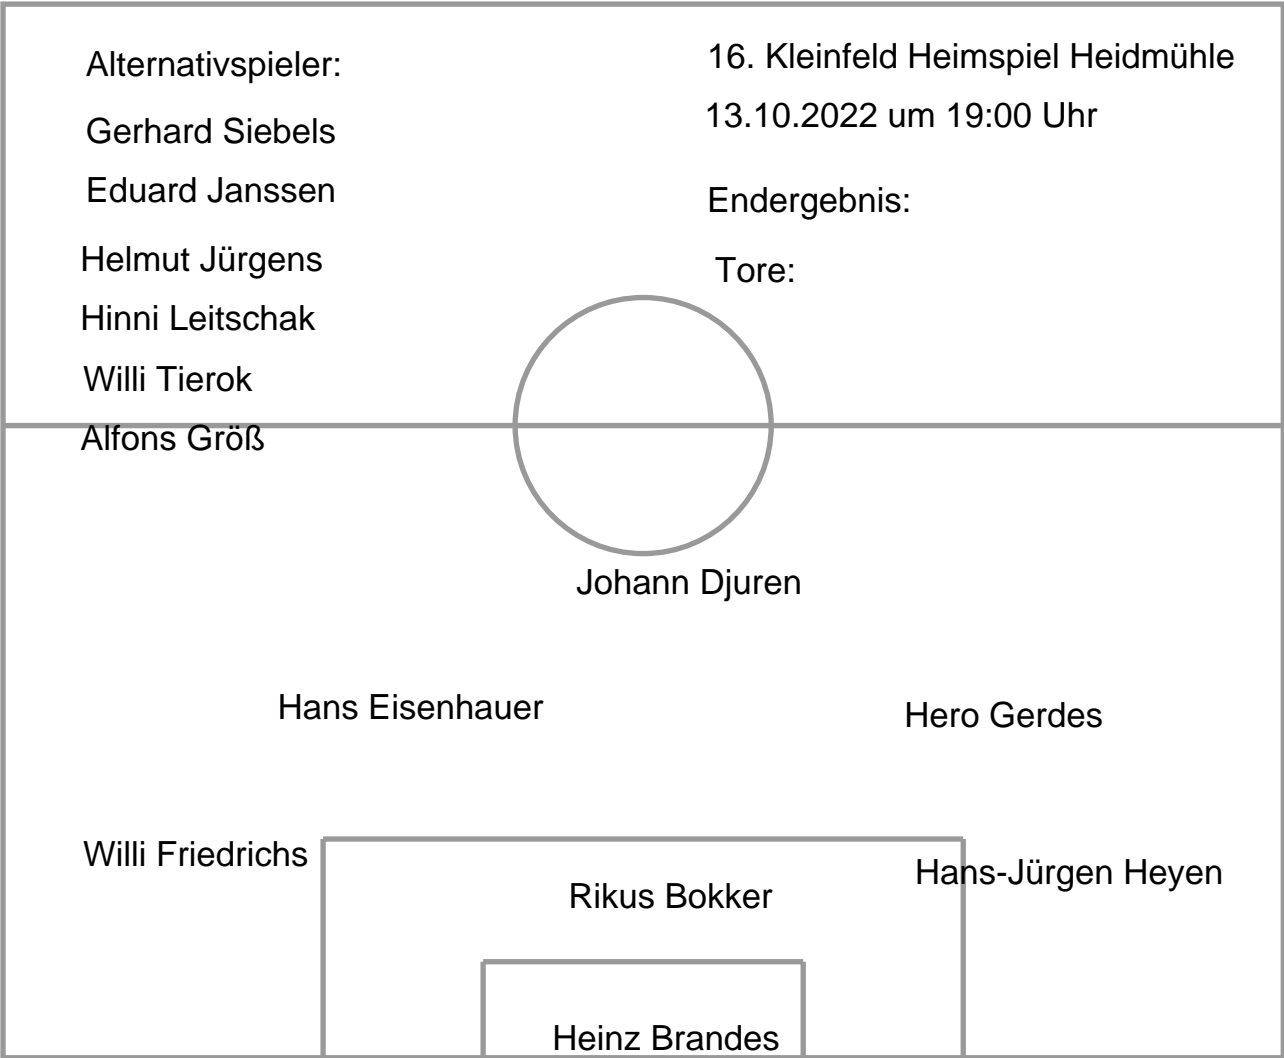 Alternativspieler:
Gerhard Siebels
Eduard Janssen
Helmut Jürgens
Hinni Leitschak
Willi Tierok
Alfons Größ
16. Kleinfeld Heimspiel Heidmühle
13.10.2022 um 19:00 Uhr
Endergebnis:
Tore:
Johann Djuren
Hans Eisenhauer
Hero Gerdes
Willi Friedrichs
Hans-Jürgen Heyen
Rikus Bokker
Heinz Brandes